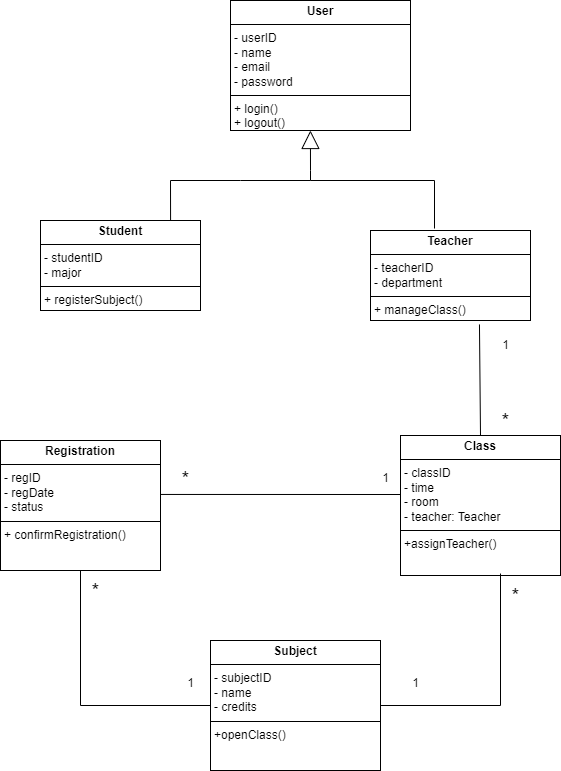 User
- userID
- name
- email
- password
+ login()
+ logout()
Student
- studentID
- major
+ registerSubject()
Teacher
- teacherID
- department
+ manageClass()
1
*
Registration
- regID
- regDate
- status
+ confirmRegistration()
*
1
Class
- classID
- time
- room
- teacher: Teacher
+assignTeacher()
*
*
1
Subject
- subjectID
- name
- credits
+openClass()
1